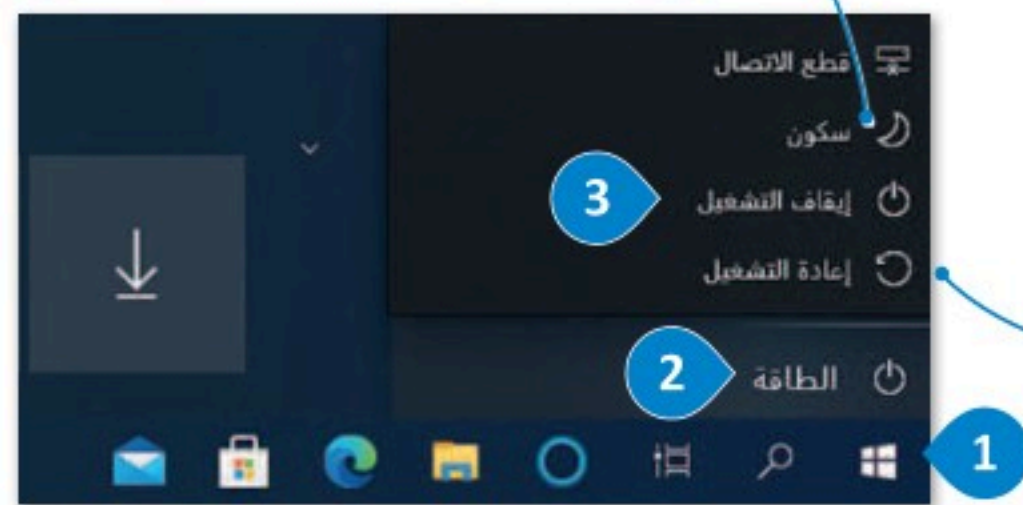 قطع الاتصال
سكون
إيقاف التشغيل
3
إعادة التشغيل
الطاقة
2
1